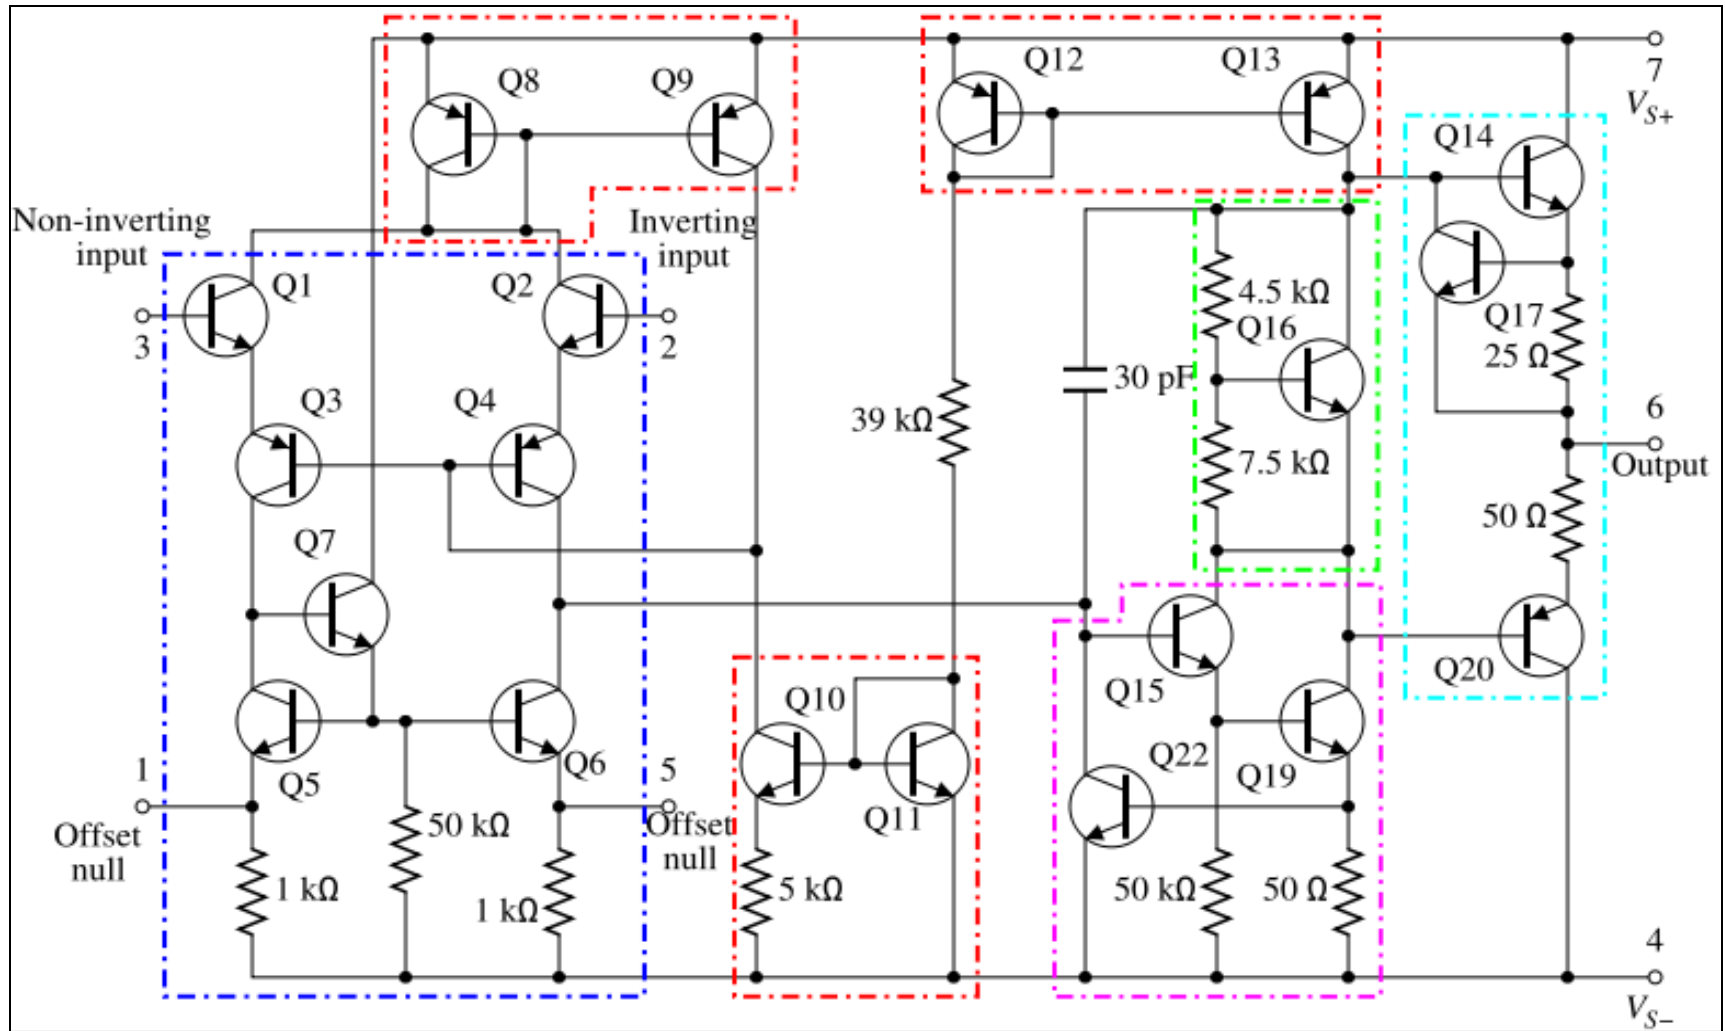 Q8
Q9
Q12
Q13
7
V_S+
Q14
Non-inverting
input
Inverting
input
Q1
Q2
3
2
4.5 kΩ
Q16
Q17
25 Ω
30 pF
Q3
Q4
39 kΩ
7.5 kΩ
6
Output
50 Ω
Q7
Q15
Q20
Q10
Q22
Q19
1
Q5
Q6
5
Offset
null
50 kΩ
Offset
null
Q11
1 kΩ
1 kΩ
5 kΩ
50 kΩ
50 Ω
4
V_S−